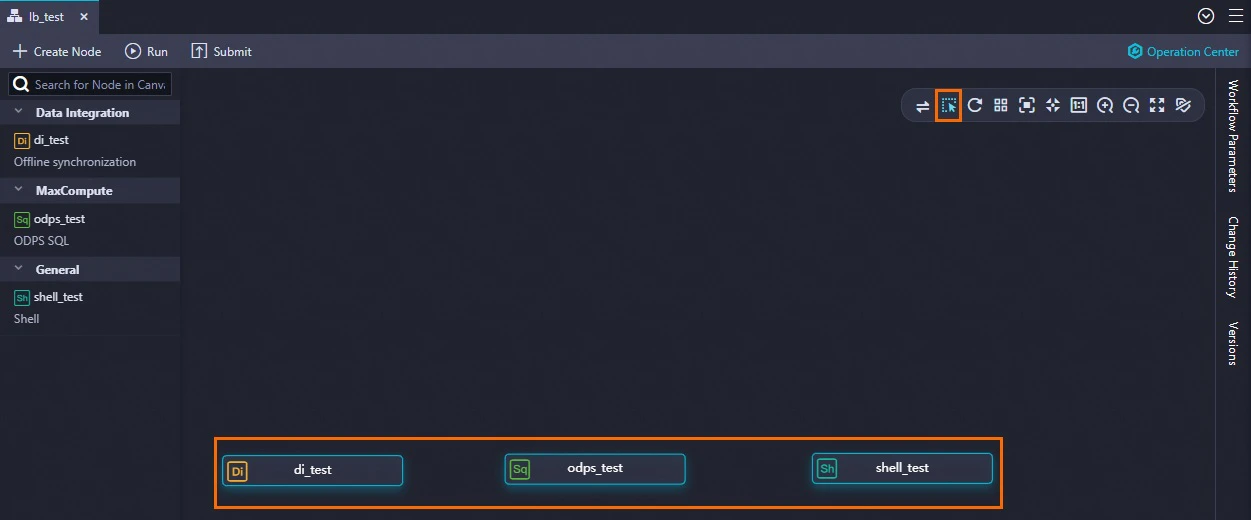 lb_test
Create Node
Run
Submit
Operation Center
Search for Node in Canva
Data Integration
Di di_test
Offline synchronization
MaxCompute
Sq odps_test
ODPS SQL
General
Sh shell_test
Shell
1:1
Workflow Parameters
Change History
Versions
Di di_test
Sq odps_test
Sh shell_test